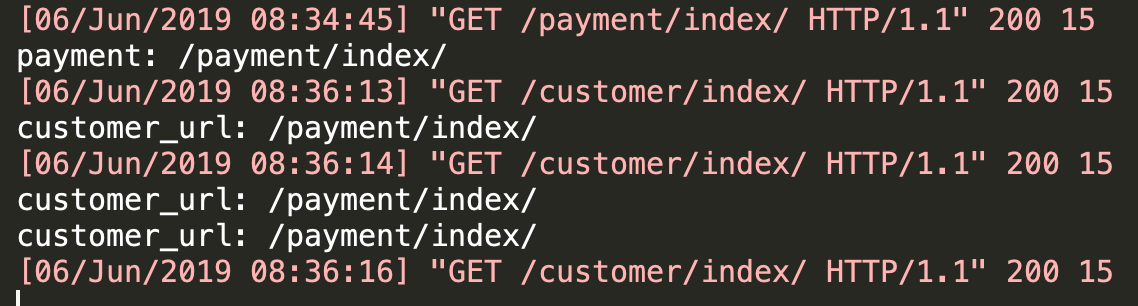 [06/Jun/2019 08:34:45] "GET /payment/index/ HTTP/1.1" 200 15
payment: /payment/index/
[06/Jun/2019 08:36:13] "GET /customer/index/ HTTP/1.1" 200 15
customer_url: /payment/index/
[06/Jun/2019 08:36:14] "GET /customer/index/ HTTP/1.1" 200 15
customer_url: /payment/index/
customer_url: /payment/index/
[06/Jun/2019 08:36:16] "GET /customer/index/ HTTP/1.1" 200 15